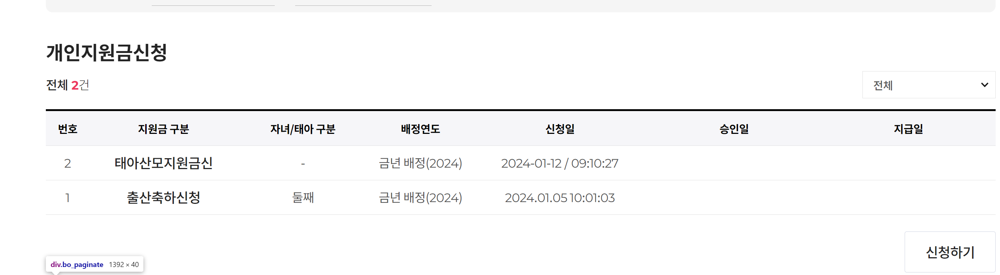 개인지원금신청
전체 2건
전체
번호 지원금 구분 자녀/태아 구분 배정연도 신청일 승인일 지급일
2 태아산모지원금신 - 금년 배정(2024) 2024-01-12 / 09:10:27
1 출산축하신청 둘째 금년 배정(2024) 2024.01.05 10:01:03
신청하기
div.bo_paginate 1392 × 40